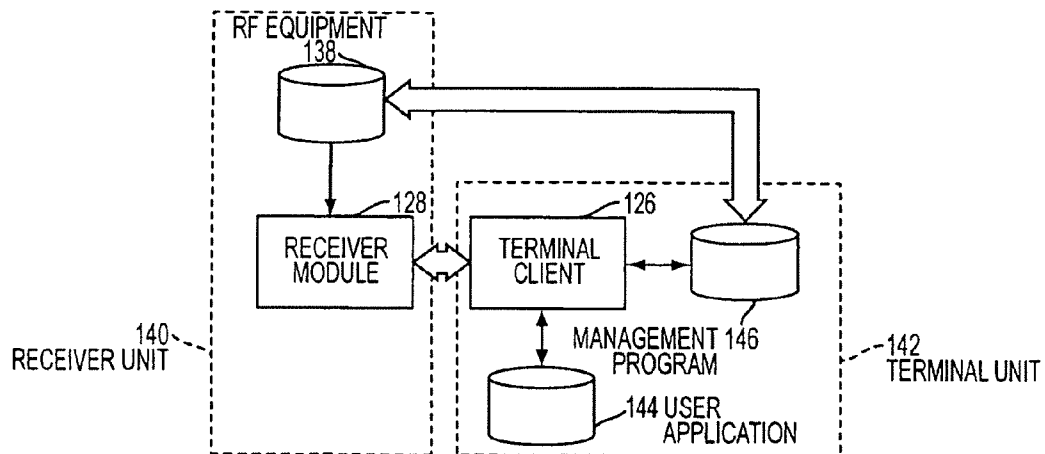 RF EQUIPMENT
138
128
RECEIVER
MODULE
126
TERMINAL
CLIENT
140
RECEIVER UNIT
MANAGEMENT 146
PROGRAM
142
TERMINAL UNIT
144 USER
APPLICATION